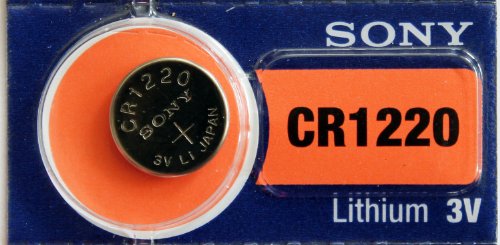 SONY
CR1220
Lithium 3V
CR1220
SONY
+
3V Li JAPAN